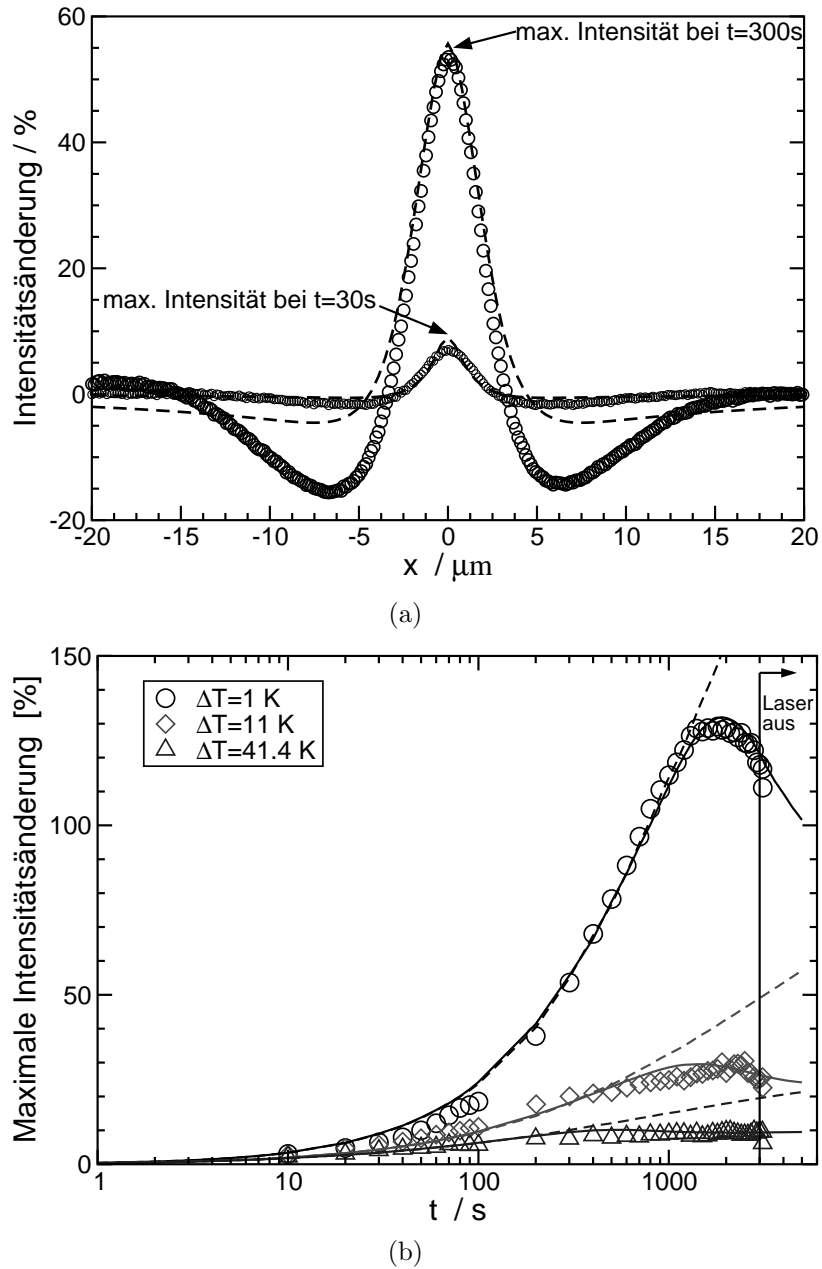 60
40
20
0
-20
Intensitätsänderung / %
max. Intensität bei t=300s
max. Intensität bei t=30s
-20 -15 -10 -5 0 5 10 15 20
x / μm
(a)
150
100
50
0
Maximale Intensitätsänderung [%]
ΔT=1 K
ΔT=11 K
ΔT=41.4 K
Laser
aus
1 10 100 1000
t / s
(b)